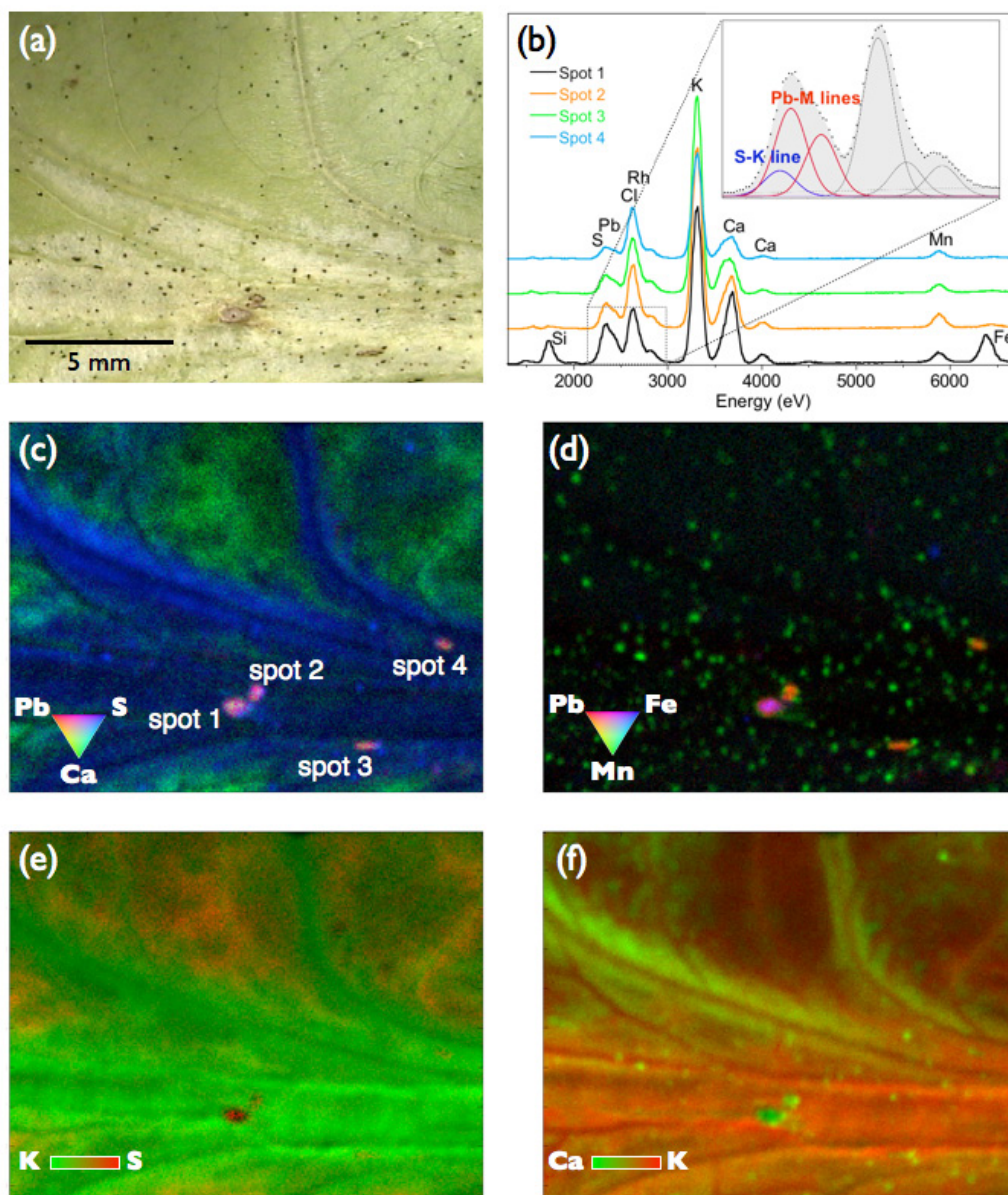 (a)
5 mm
(b)
Spot 1
Spot 2
Spot 3
Spot 4
K
Rh
Cl
Pb
S
Ca
Ca
Mn
Si
Fe
Pb-M lines
S-K line
2000 3000 4000 5000 6000
Energy (eV)
(c)
spot 2
spot 4
spot 1
spot 3
Pb S
Ca
(d)
Pb Fe
Mn
(e)
K S
(f)
Ca K